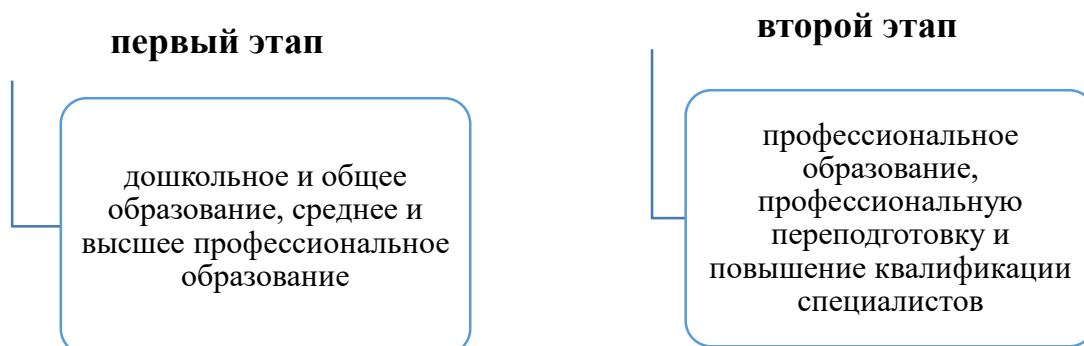 первый этап
дошкольное и общее
образование, среднее и
высшее профессиональное
образование
второй этап
профессиональное
образование,
профессиональную
переподготовку и
повышение квалификации
специалистов